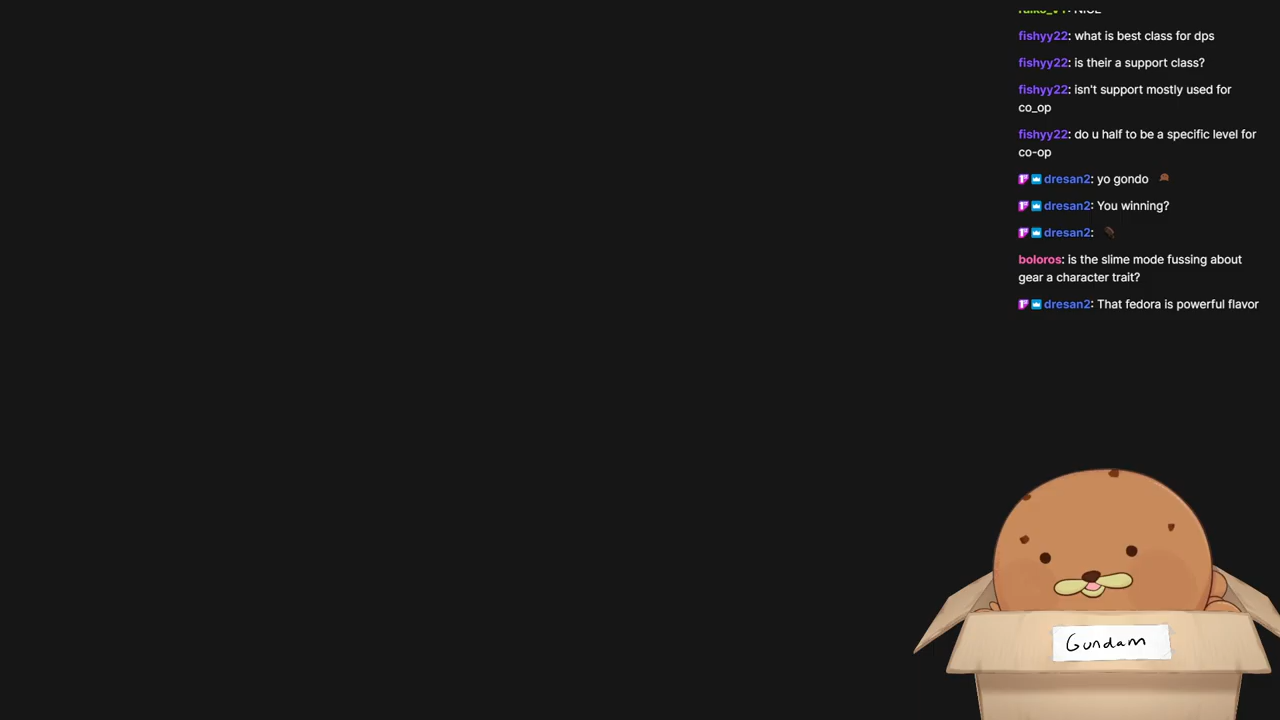 fishyy22: what is best class for dps
fishyy22: is their a support class?
fishyy22: isn't support mostly used for
co_op
fishyy22: do u half to be a specific level for
co-op
dresan2: yo gondo
dresan2: You winning?
dresan2:
boloros: is the slime mode fussing about
gear a character trait?
dresan2: That fedora is powerful flavor
Gundam